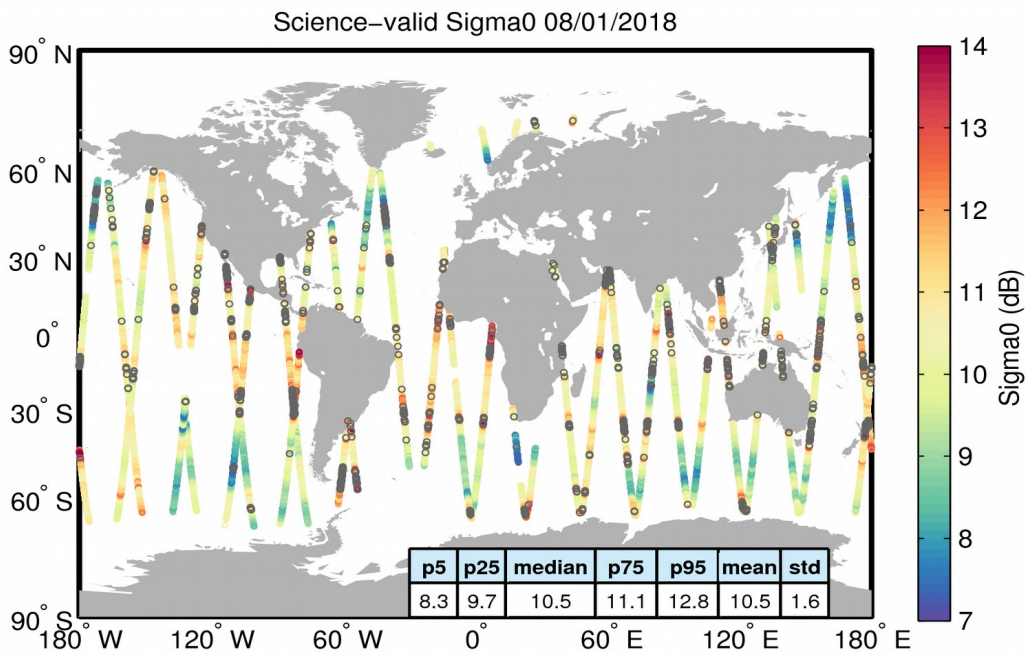 Science−valid Sigma0 08/01/2018
90° N
60° N
30° N
0°
30° S
60° S
90° S
180° W 120° W 60° W 0° 60° E 120° E 180° E
p5 p25 median p75 p95 mean std
8.3 9.7 10.5 11.1 12.8 10.5 1.6
14
13
12
11
10
9
8
7
Sigma0 (dB)